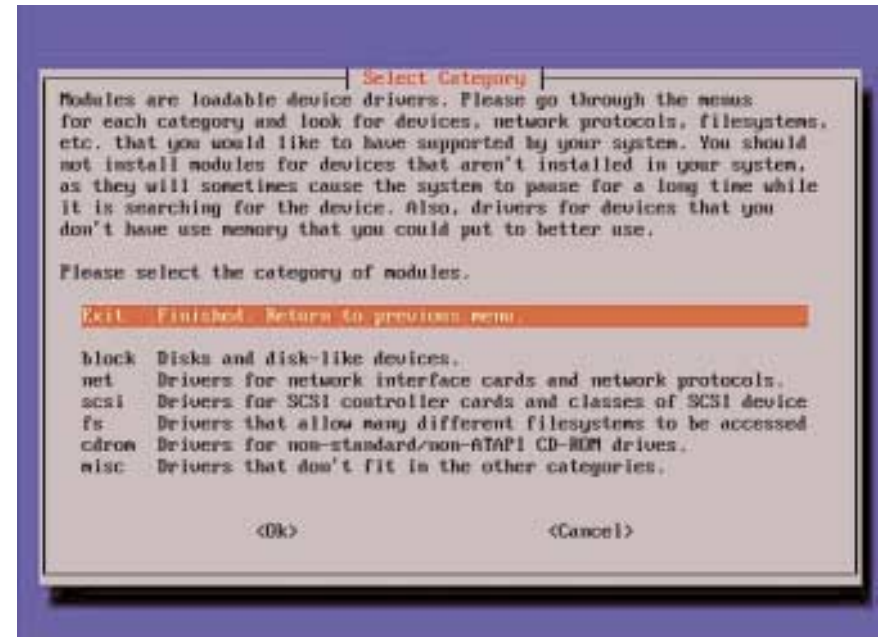 Select Category
Modules are loadable device drivers. Please go through the menus
for each category and look for devices, network protocols, filesystems,
etc. that you would like to have supported by your system. You should
not install modules for devices that aren't installed in your system,
as they will sometimes cause the system to pause for a long time while
it is searching for the device. Also, drivers for devices that you
don't have use memory that you could put to better use.
Please select the category of modules.
Exit Finished. Return to previous menu.
block Disks and disk-like devices.
net Drivers for network interface cards and network protocols.
scsi Drivers for SCSI controller cards and classes of SCSI device
fs Drivers that allow many different filesystems to be accessed
cdrom Drivers for non-standard/non-ATAPI CD-ROM drives.
misc Drivers that don't fit in the other categories.
<Ok> <Cancel>